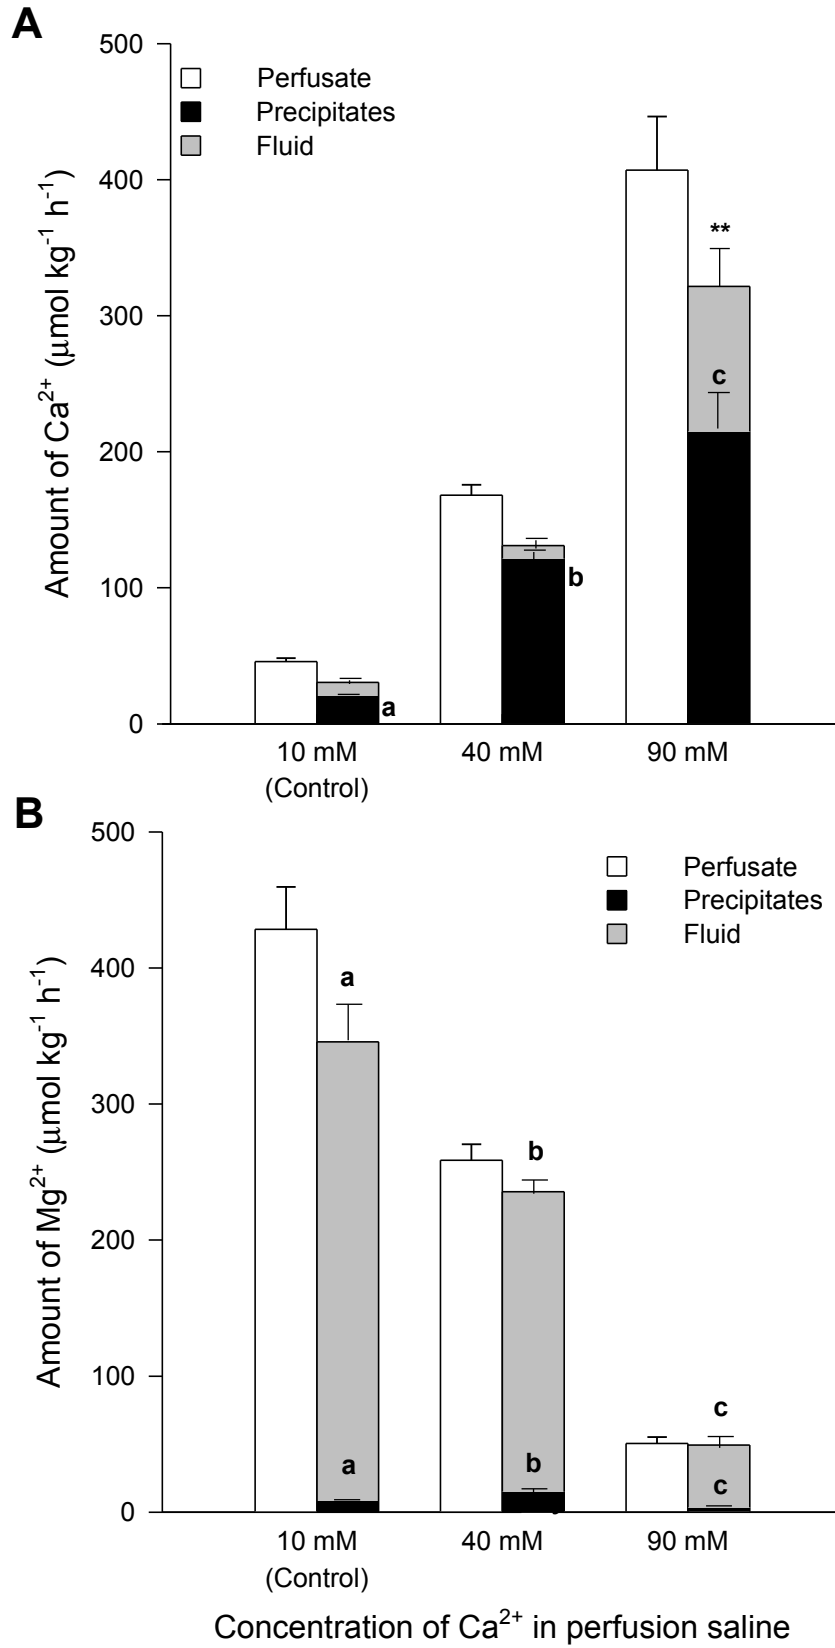 A
500
400
300
200
100
0
Amount of Ca²⁺ (µmol kg⁻¹ h⁻¹)
Perfusate
Precipitates
Fluid
**
c
b
a
10 mM
(Control)
40 mM
90 mM
B
500
400
300
200
100
0
Amount of Mg²⁺ (µmol kg⁻¹ h⁻¹)
Perfusate
Precipitates
Fluid
a
b
c
a
b
c
10 mM
(Control)
40 mM
90 mM
Concentration of Ca²⁺ in perfusion saline